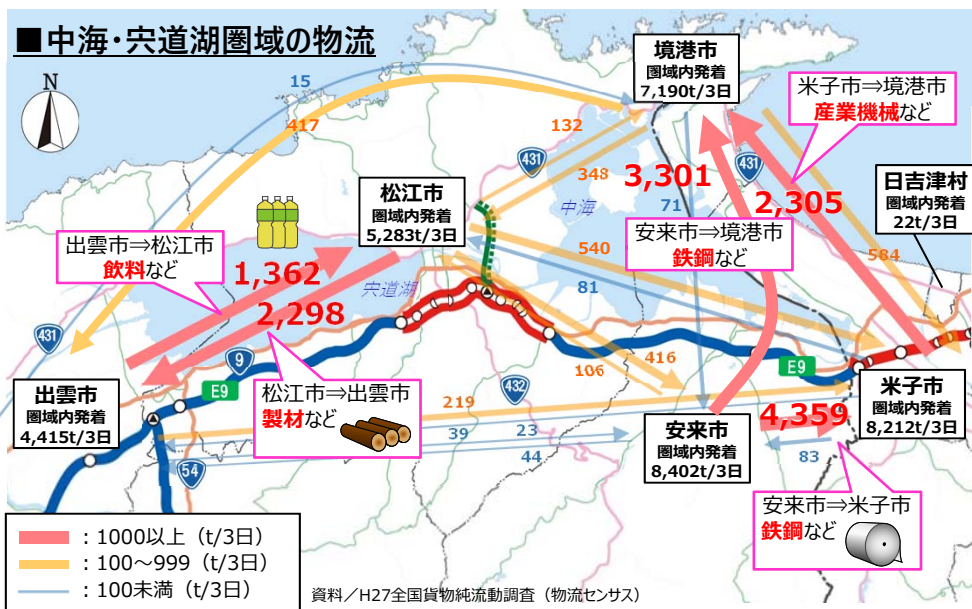 ■中海・宍道湖圏域の物流
N
15
417
境港市
圏域内発着
7,190t/3日
米子市⇒境港市
産業機械など
132
431
348
3,301
431
2,305
日吉津村
圏域内発着
22t/3日
松江市
圏域内発着
5,283t/3日
中海
71
安来市⇒境港市
鉄鋼など
出雲市⇒松江市
飲料など
1,362
2,298
宍道湖
540
81
584
431
9
E9
416
106
E9
出雲市
圏域内発着
4,415t/3日
松江市⇒出雲市
製材など
432
219
39
23
44
54
安来市
圏域内発着
8,402t/3日
4,359
83
米子市
圏域内発着
8,212t/3日
安来市⇒米子市
鉄鋼など
：1000以上（t/3日）
：100～999（t/3日）
：100未満（t/3日）
資料／H27全国貨物純流動調査（物流センサス）